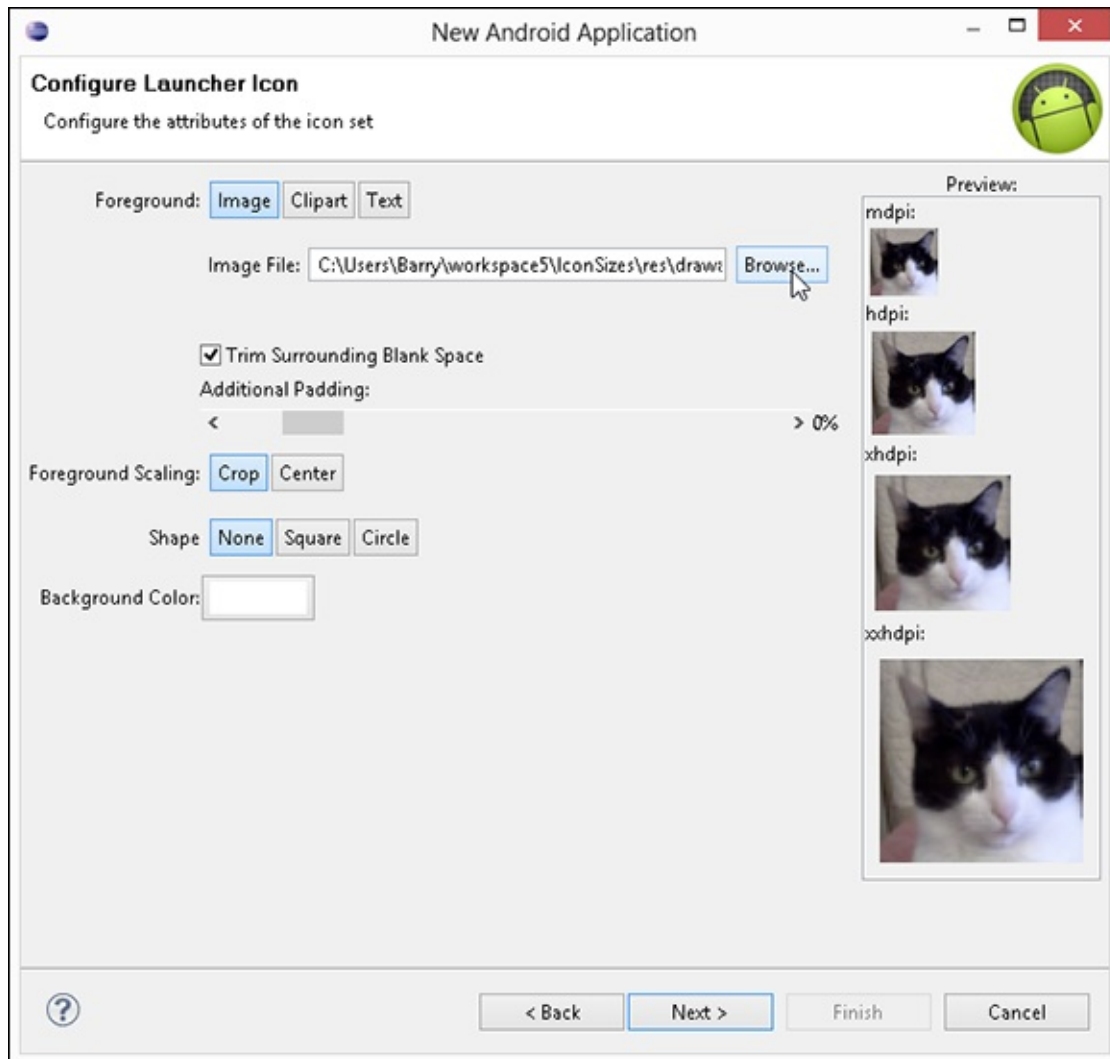 New Android Application
Configure Launcher Icon
Configure the attributes of the icon set
Foreground: Image Clipart Text
Image File: C:\Users\Barry\workspace5\IconSizes\res\drawa Browse...
Trim Surrounding Blank Space
Additional Padding:
< > 0%
Foreground Scaling: Crop Center
Shape None Square Circle
Background Color:
Preview:
mdpi:
hdpi:
xhdpi:
xxhdpi:
? < Back Next > Finish Cancel